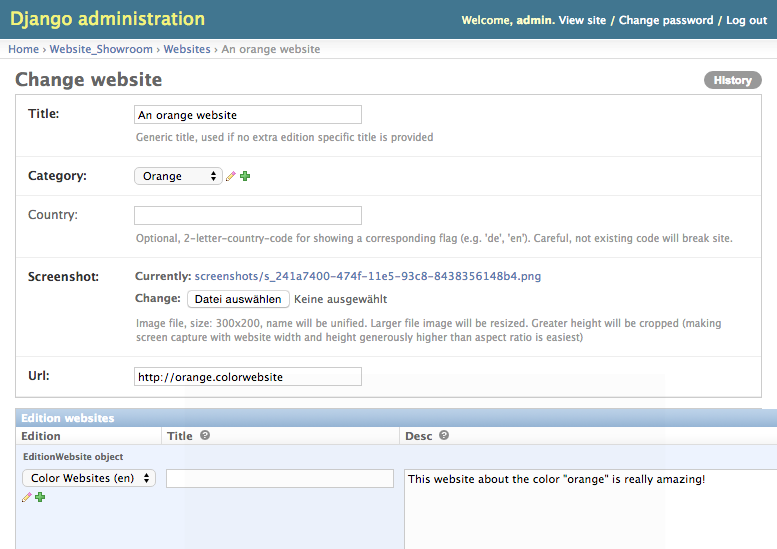 Django administration
Welcome, admin. View site / Change password / Log out
Home › Website_Showroom › Websites › An orange website
Change website
History
Title:
An orange website
Generic title, used if no extra edition specific title is provided
Category:
Orange
Country:
Optional, 2-letter-country-code for showing a corresponding flag (e.g. 'de', 'en'). Careful, not existing code will break site.
Screenshot:
Currently: screenshots/s_241a7400-474f-11e5-93c8-8438356148b4.png
Change: Datei auswählen Keine ausgewählt
Image file, size: 300x200, name will be unified. Larger file image will be resized. Greater height will be cropped (making
screen capture with website width and height generously higher than aspect ratio is easiest)
Url:
http://orange.colorwebsite
Edition websites
Edition Title ? Desc ?
EditionWebsite object
Color Websites (en)
This website about the color "orange" is really amazing!